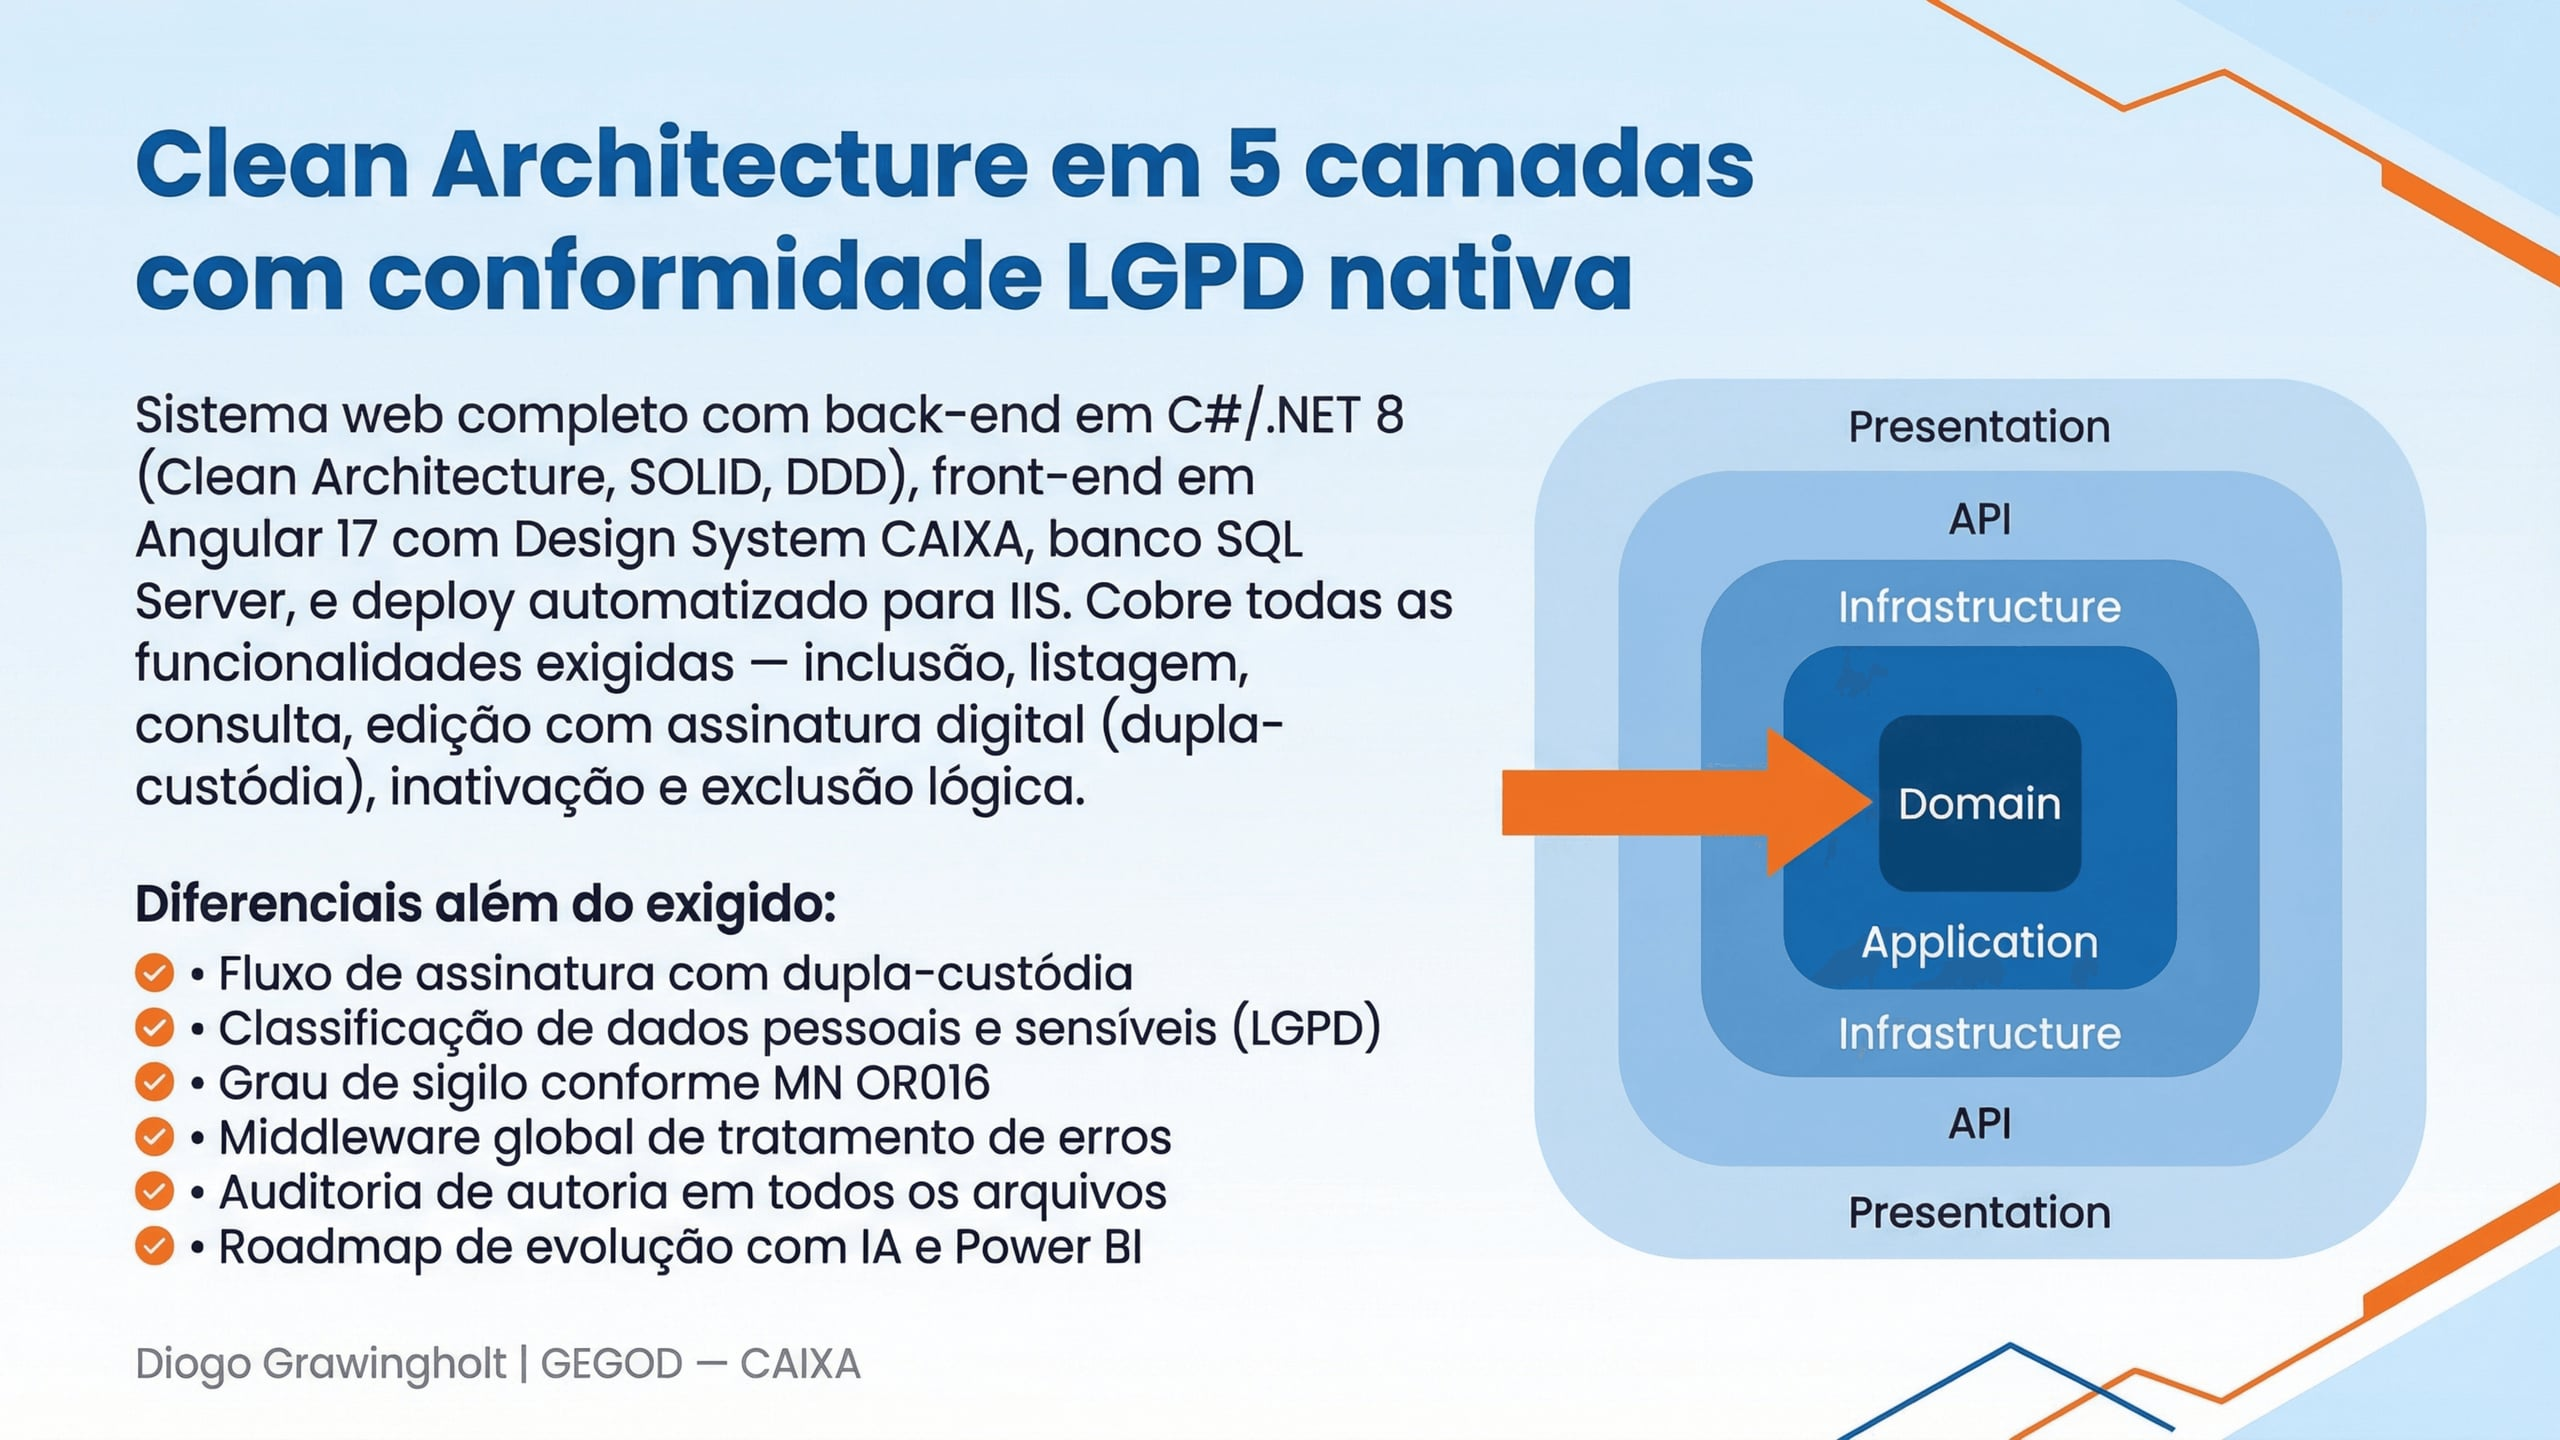 Clean Architecture em 5 camadas
com conformidade LGPD nativa
Sistema web completo com back-end em C#/.NET 8
(Clean Architecture, SOLID, DDD), front-end em
Angular 17 com Design System CAIXA, banco SQL
Server, e deploy automatizado para IIS. Cobre todas as
funcionalidades exigidas — inclusão, listagem,
consulta, edição com assinatura digital (dupla-
custódia), inativação e exclusão lógica.
Diferenciais além do exigido:
• Fluxo de assinatura com dupla-custódia
• Classificação de dados pessoais e sensíveis (LGPD)
• Grau de sigilo conforme MN OR016
• Middleware global de tratamento de erros
• Auditoria de autoria em todos os arquivos
• Roadmap de evolução com IA e Power BI
Diogo Grawingholt | GEGOD — CAIXA
Presentation
API
Infrastructure
Domain
Application
Infrastructure
API
Presentation